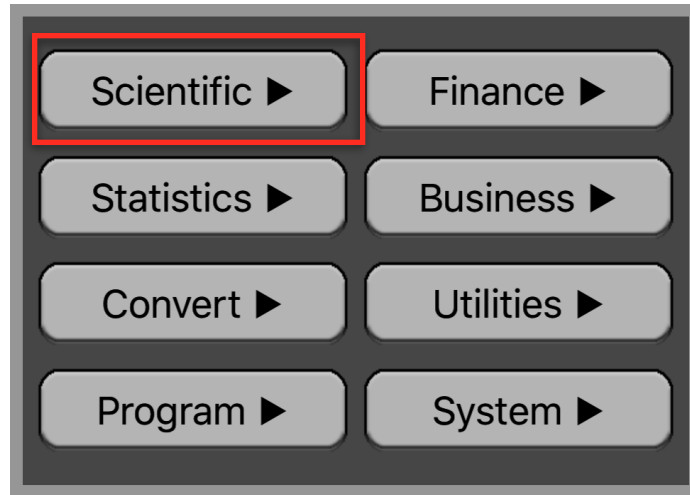 Scientific ▶ Finance ▶
Statistics ▶ Business ▶
Convert ▶ Utilities ▶
Program ▶ System ▶